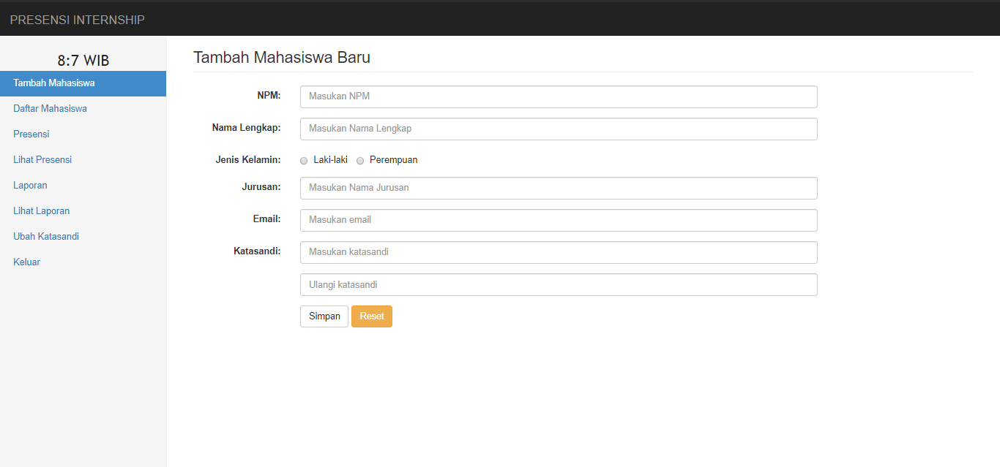 PRESENSI INTERNSHIP
8:7 WIB
Tambah Mahasiswa
Daftar Mahasiswa
Presensi
Lihat Presensi
Laporan
Lihat Laporan
Ubah Katasandi
Keluar
Tambah Mahasiswa Baru
NPM: Masukan NPM
Nama Lengkap: Masukan Nama Lengkap
Jenis Kelamin: Laki-laki Perempuan
Jurusan: Masukan Nama Jurusan
Email: Masukan email
Katasandi: Masukan katasandi
Ulangi katasandi
Simpan Reset